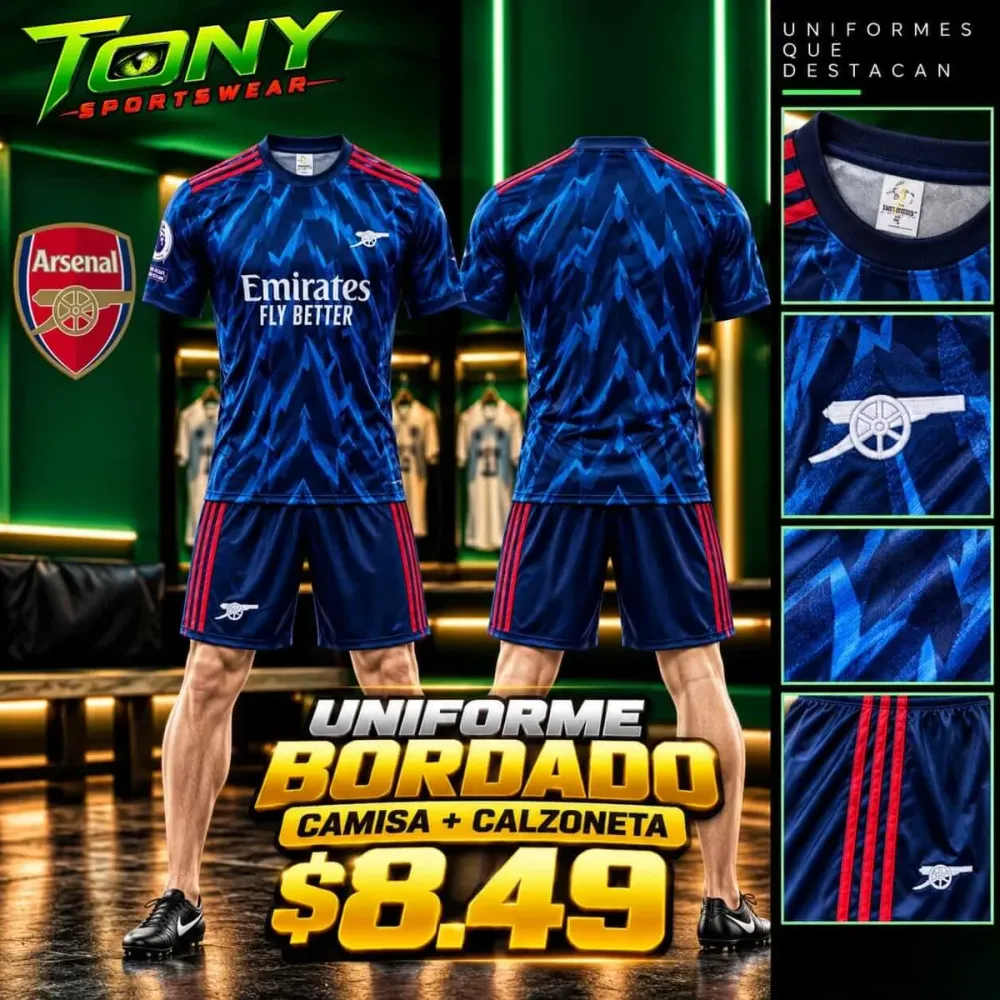 TONY
SPORTSWEAR
UNIFORMES
QUE
DESTACAN
Arsenal
Emirates
FLY BETTER
UNIFORME
BORDADO
CAMISA + CALZONETA
$8.49